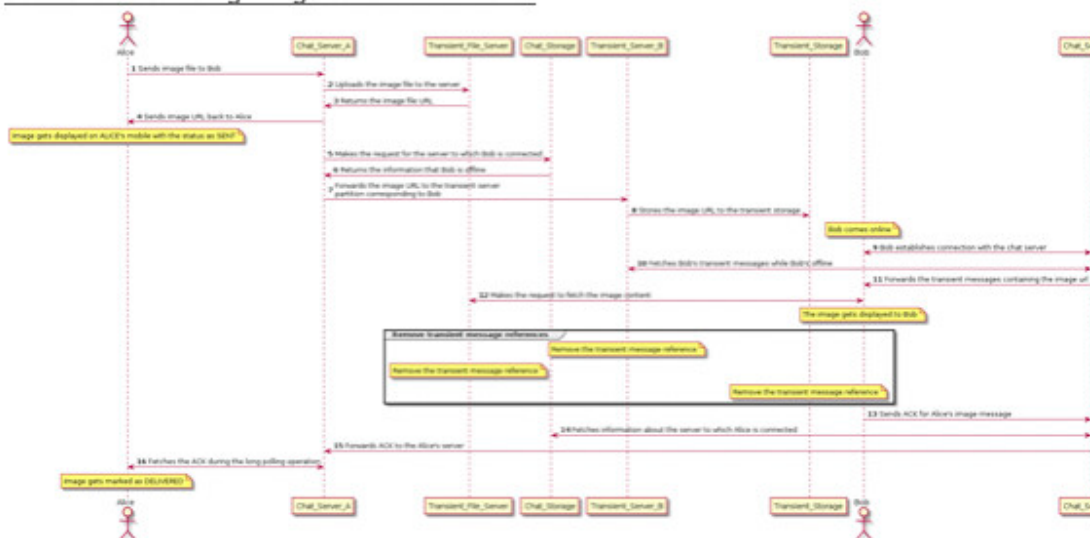 Alice
Chat_Server_A
Transient_File_Server
Chat_Storage
Transient_Server_B
Transient_Storage
Bob
Chat_S
1 Sends image file to Bob
2 Uploads the image file to the server
3 Returns the image file URL
4 Sends image URL back to Alice
Image gets displayed on ALICE's mobile with the status as SENT
5 Makes the request for the server to which Bob is connected
6 Returns the information that Bob is offline
7 Forwards the image URL to the transient server
partition corresponding to Bob
8 Stores the image URL to the transient storage
Bob comes online
9 Bob establishes connection with the chat server
10 Fetches Bob's transient messages while Bob's offline
11 Forwards the transient messages containing the image url
12 Makes the request to fetch the image content
The image gets displayed to Bob
Remove transient message references
Remove the transient message reference
Remove the transient message reference
Remove the transient message reference
13 Sends ACK for Alice's image message
14 Fetches information about the server to which Alice is connected
15 Forwards ACK to the Alice's server
16 Fetches the ACK during the long polling operation
Image gets marked as DELIVERED
Alice
Chat_Server_A
Transient_File_Server
Chat_Storage
Transient_Server_B
Transient_Storage
Bob
Chat_S